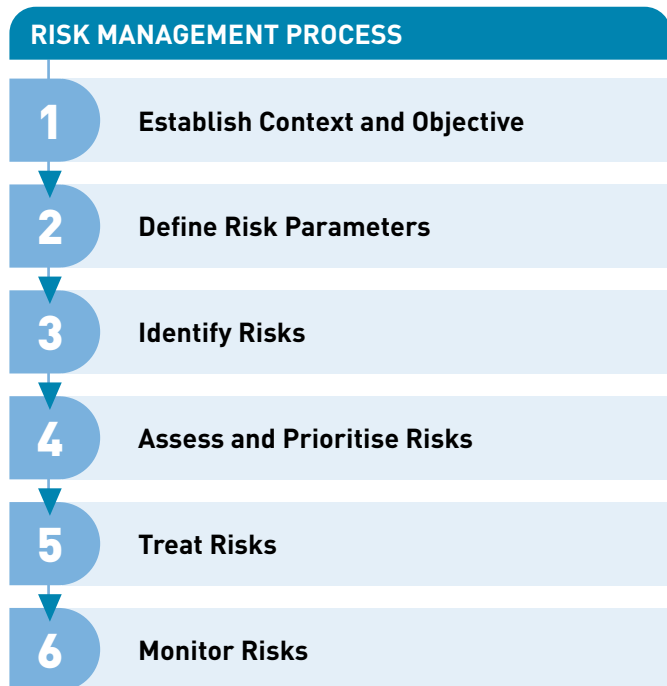 RISK MANAGEMENT PROCESS
1 Establish Context and Objective
2 Define Risk Parameters
3 Identify Risks
4 Assess and Prioritise Risks
5 Treat Risks
6 Monitor Risks